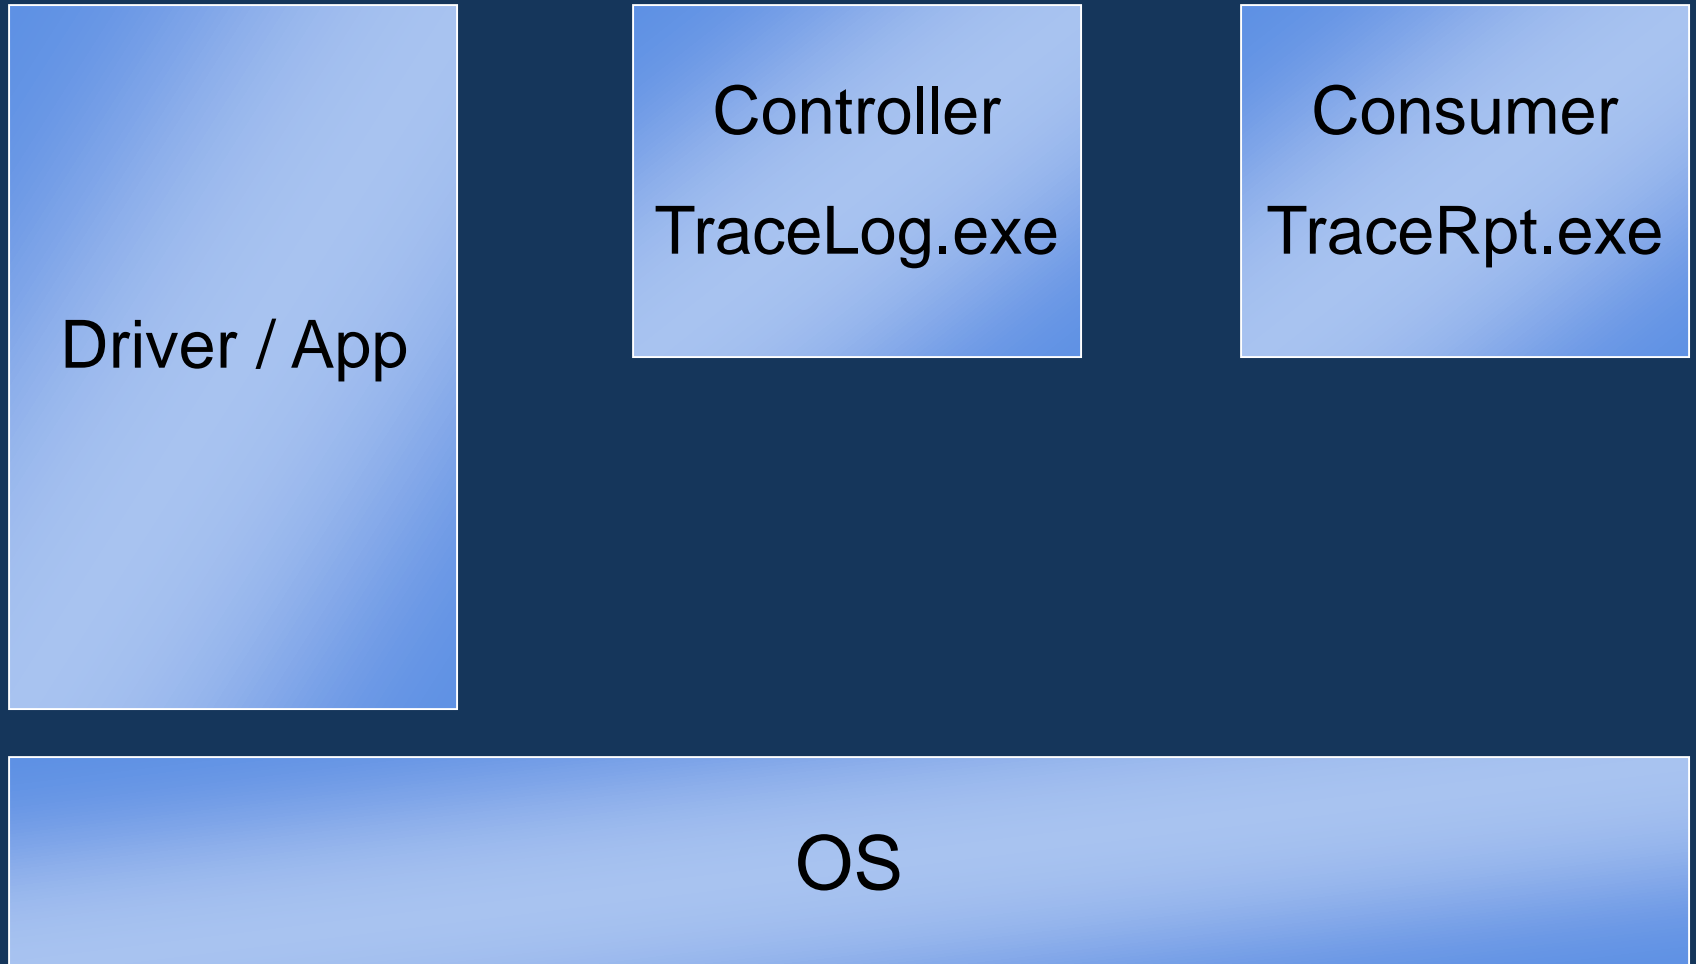 Driver / App
Controller
TraceLog.exe
Consumer
TraceRpt.exe
OS